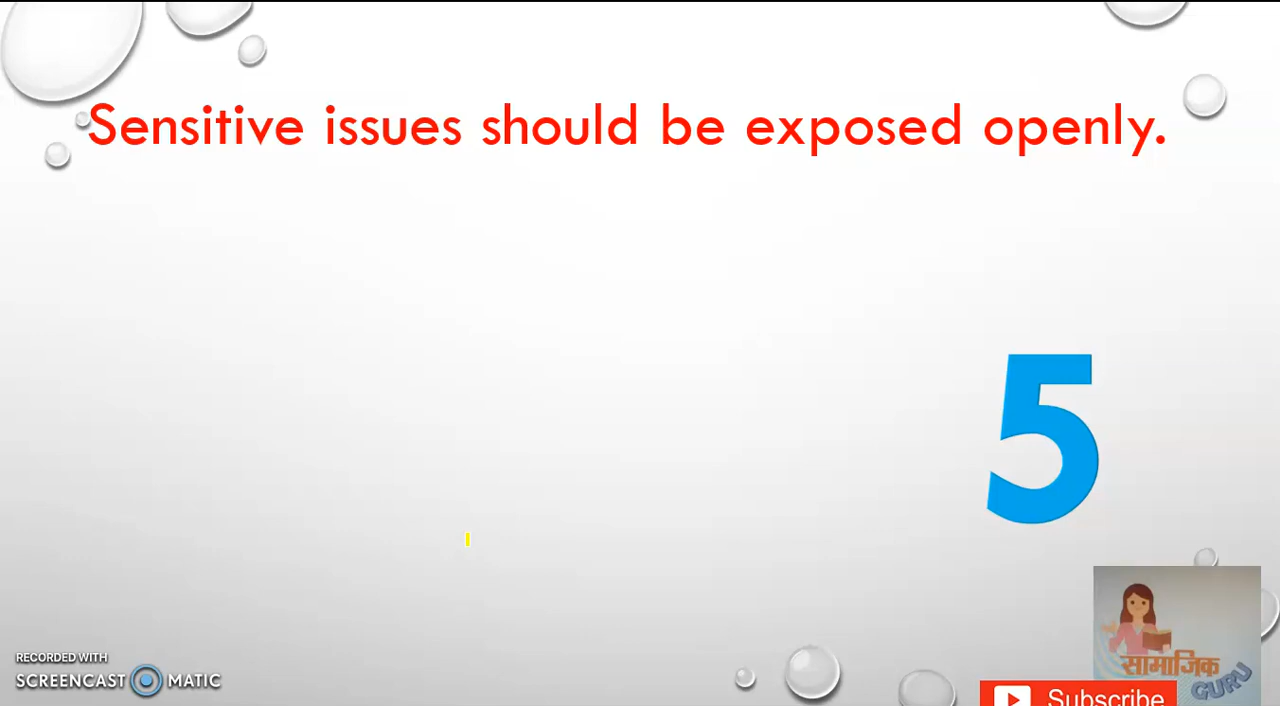 Sensitive issues should be exposed openly.
5
RECORDED WITH
SCREENCAST MATIC
सामाजिक
GURU
Subscribe